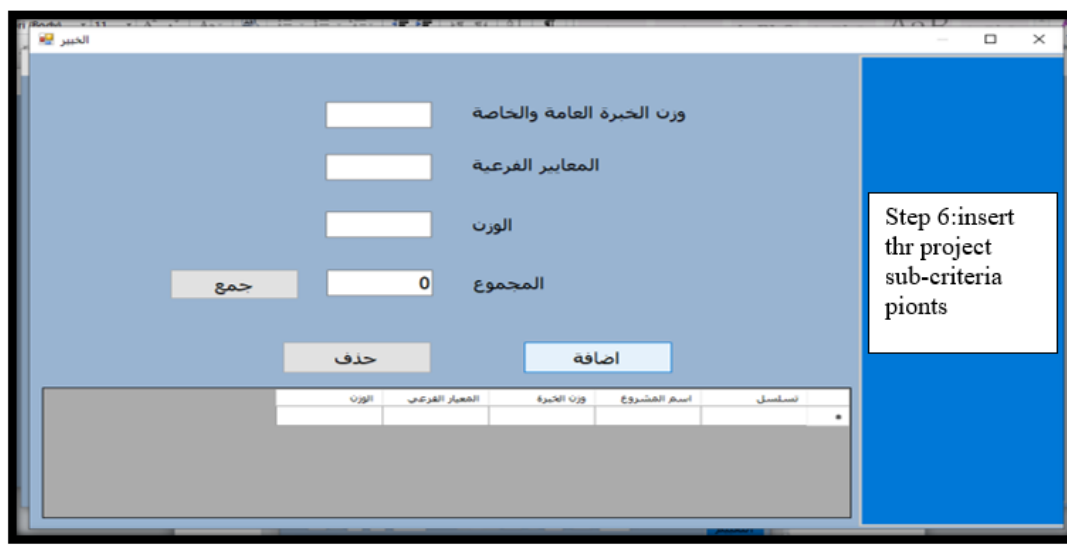 الخبير
وزن الخبرة العامة والخاصة
المعايير الفرعية
الوزن
المجموع
0
جمع
اضافة
حذف
تسلسل
اسم المشروع
وزن الخبرة
المعيار الفرعي
الوزن
Step 6:insert
thr project
sub-criteria
pionts